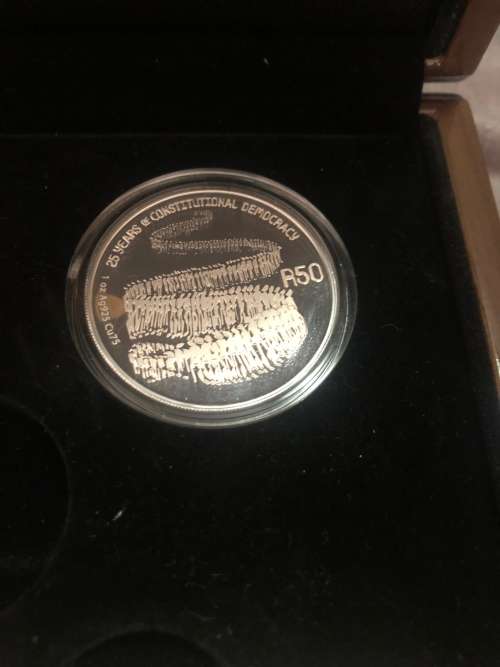 25 YEARS OF CONSTITUTIONAL DEMOCRACY
R50
1 oz Ag925 Cu75